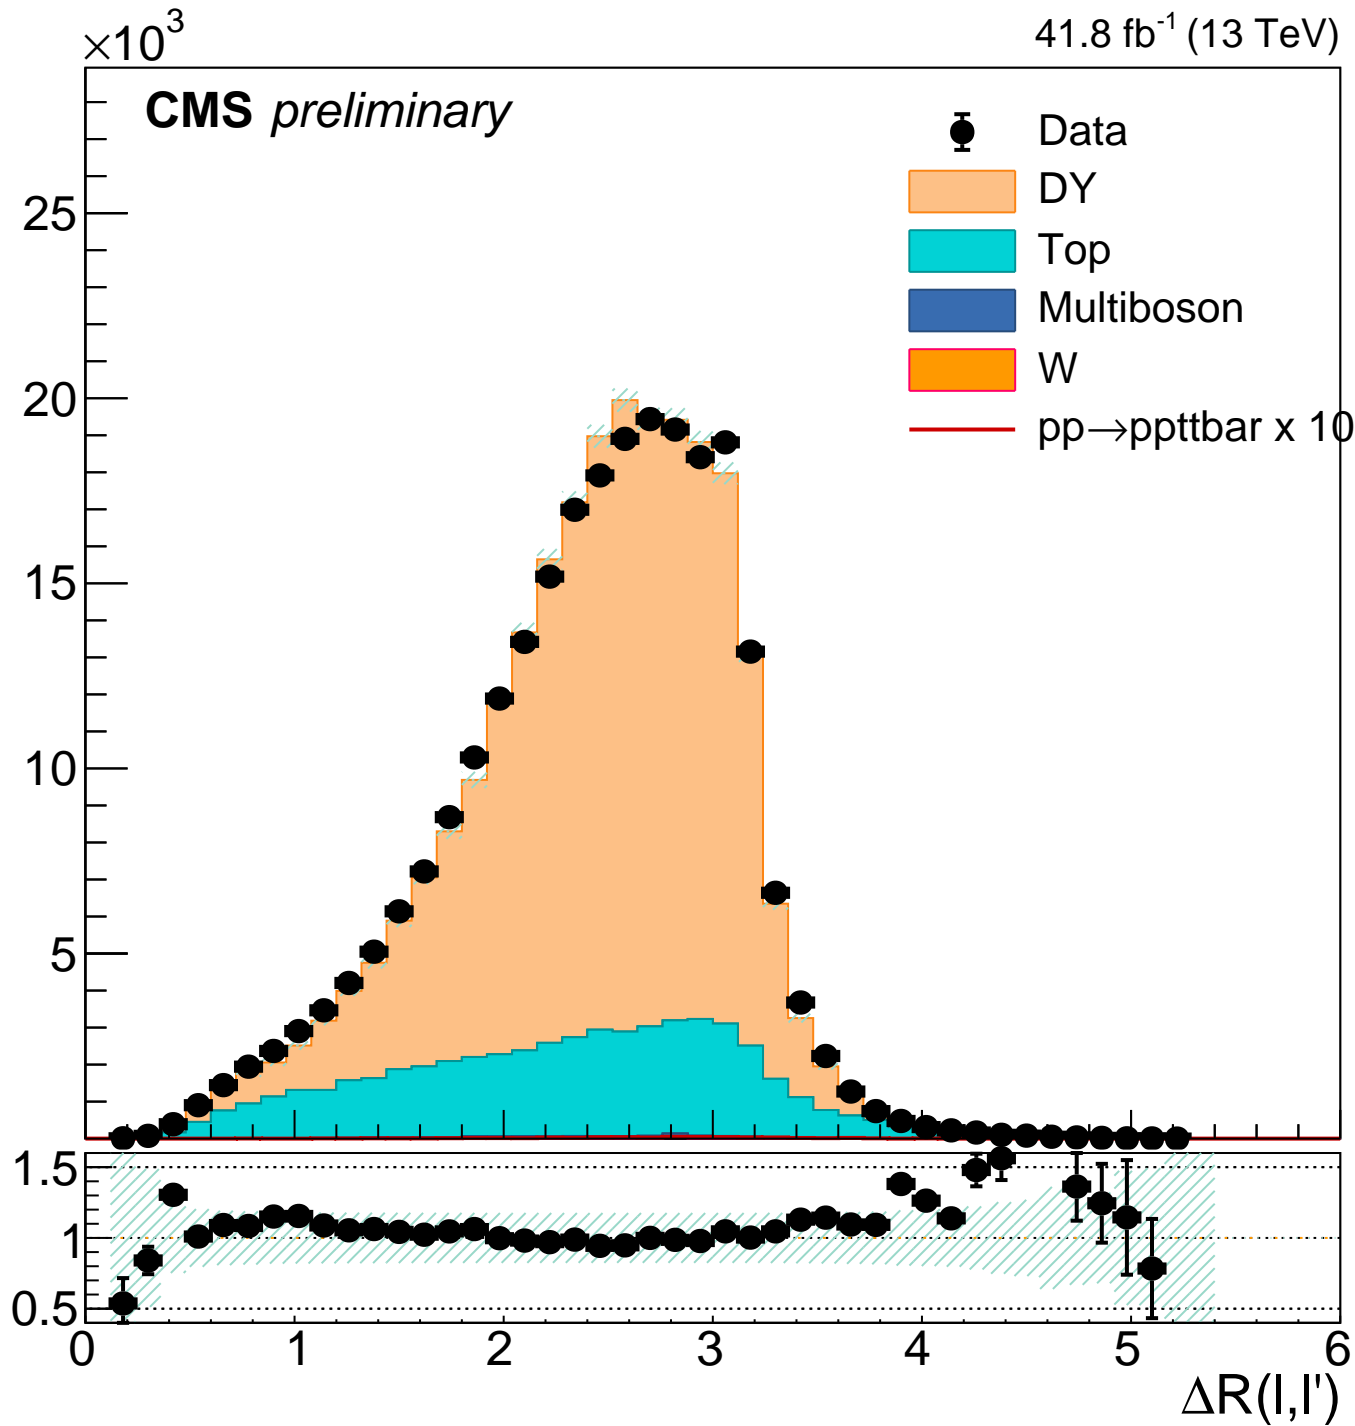 ×10³
41.8 fb⁻¹ (13 TeV)
CMS preliminary
Data
DY
Top
Multiboson
W
pp→ppttbar x 10
25
20
15
10
5
1.5
1
0.5
0 1 2 3 4 5 6
ΔR(l,l')